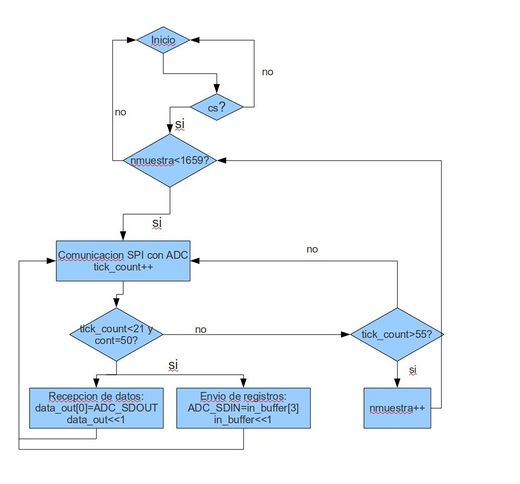 Inicio
no
cs?
no
si
nmuestra<1659?
si
Comunicacion SPI con ADC
tick_count++
no
tick_count<21 y
cont=50?
no
tick_count>55?
si
si
Recepcion de datos:
data_out[0]=ADC_SDOUT
data_out<<1
Envio de registros:
ADC_SDIN=in_buffer[3]
in_buffer<<1
nmuestra++